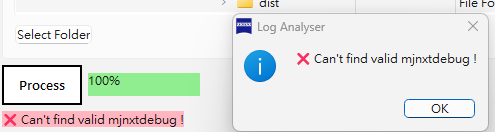 dist
File Fo
Select Folder
Log Analyser
❌ Can't find valid mjnxtdebug !
OK
Process
100%
❌ Can't find valid mjnxtdebug !